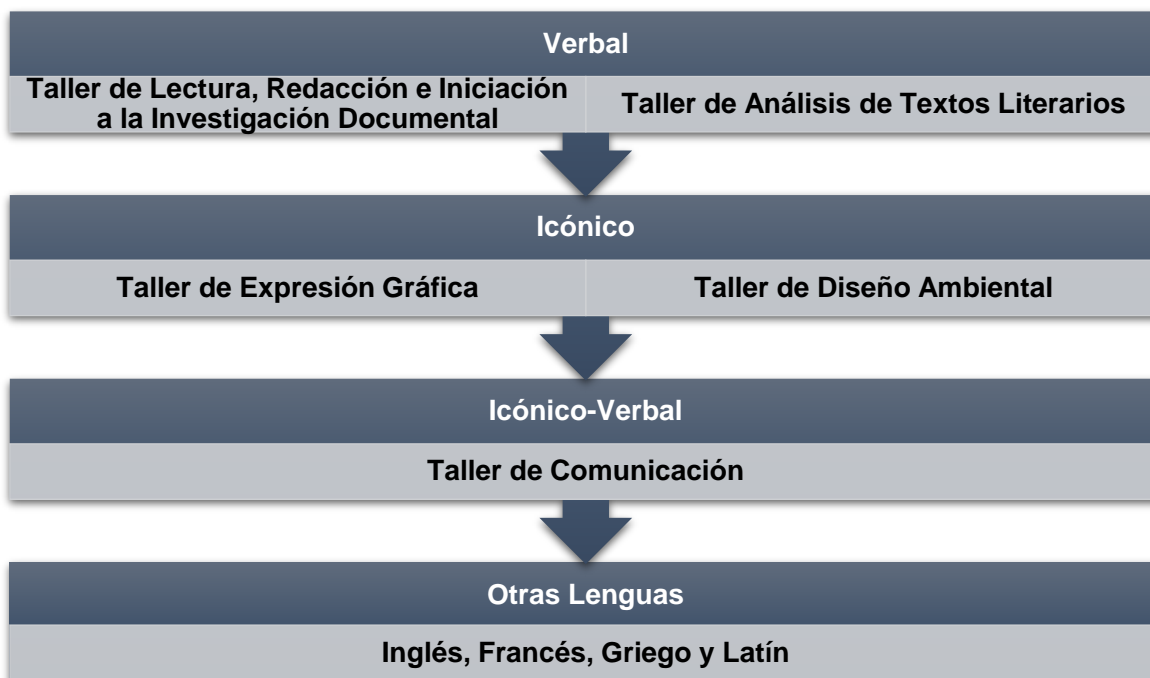 Verbal
Taller de Lectura, Redacción e Iniciación
a la Investigación Documental
Taller de Análisis de Textos Literarios
Icónico
Taller de Expresión Gráfica
Taller de Diseño Ambiental
Icónico-Verbal
Taller de Comunicación
Otras Lenguas
Inglés, Francés, Griego y Latín